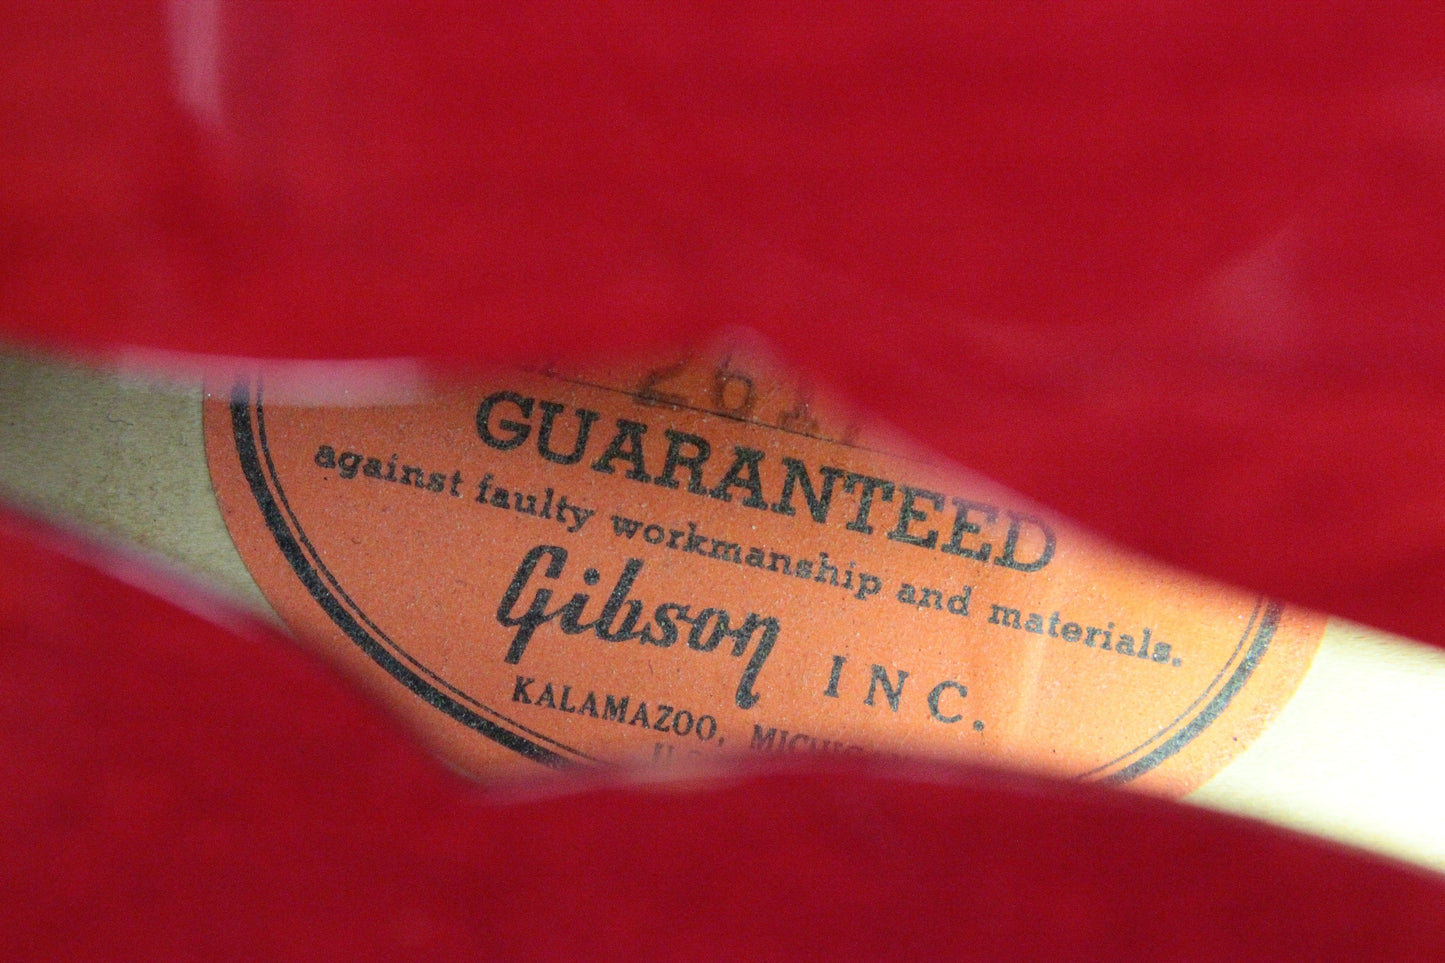 GUARANTEED
against faulty workmanship and materials.
Gibson INC.
KALAMAZOO,